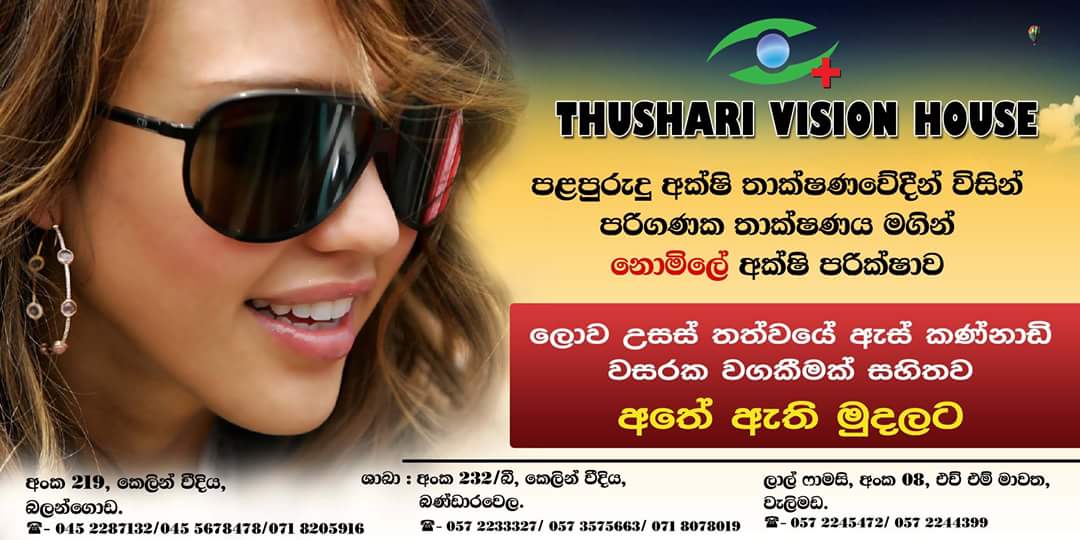 THUSHARI VISION HOUSE
පළපුරුදු අක්ෂි තාක්ෂණවේදීන් විසින්
පරිගණක තාක්ෂණය මගින්
නොමිලේ අක්ෂි පරික්ෂාව
ලොව උසස් තත්වයේ ඇස් කණ්නාඩි
වසරක වගකීමක් සහිතව
අතේ ඇති මුදලට
අංක 219, කෙලින් වීදිය,
බලන්ගොඩ.
☎- 045 2287132/045 5678478/071 8205916
ශාඛා : අංක 232/බී, කෙලින් වීදිය,
බණ්ඩාරවෙල.
☎- 057 2233327/ 057 3575663/ 071 8078019
ලාල් ෆාමසි, අංක 08, එච් එම් මාවත,
වැලිමඩ.
☎- 057 2245472/ 057 2244399